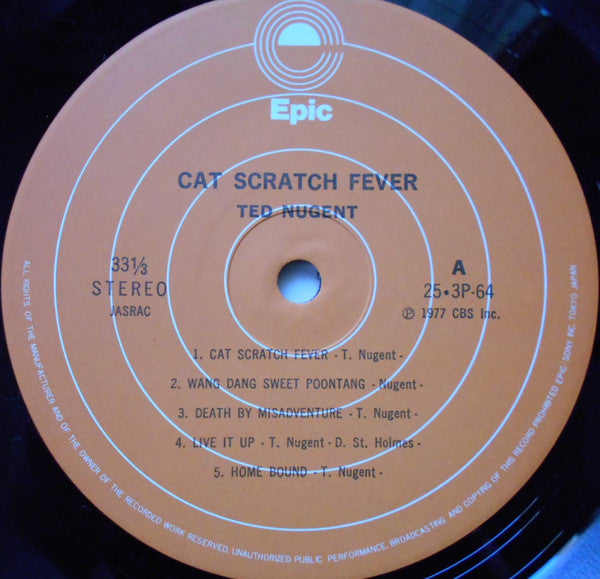 Epic
CAT SCRATCH FEVER
TED NUGENT
33⅓
STEREO
JASRAC
A
25•3P-64
Ⓟ 1977 CBS Inc.
1. CAT SCRATCH FEVER - T. Nugent -
2. WANG DANG SWEET POONTANG - Nugent -
3. DEATH BY MISADVENTURE - T. Nugent -
4. LIVE IT UP - T. Nugent - D. St. Holmes -
5. HOME BOUND - T. Nugent -
ALL RIGHTS OF THE MANUFACTURER AND OF THE OWNER OF THE RECORDED WORK RESERVED, UNAUTHORIZED PUBLIC PERFORMANCE, BROADCASTING AND COPYING OF THIS RECORD PROHIBITED EPIC SONY INC. TOKYO JAPAN